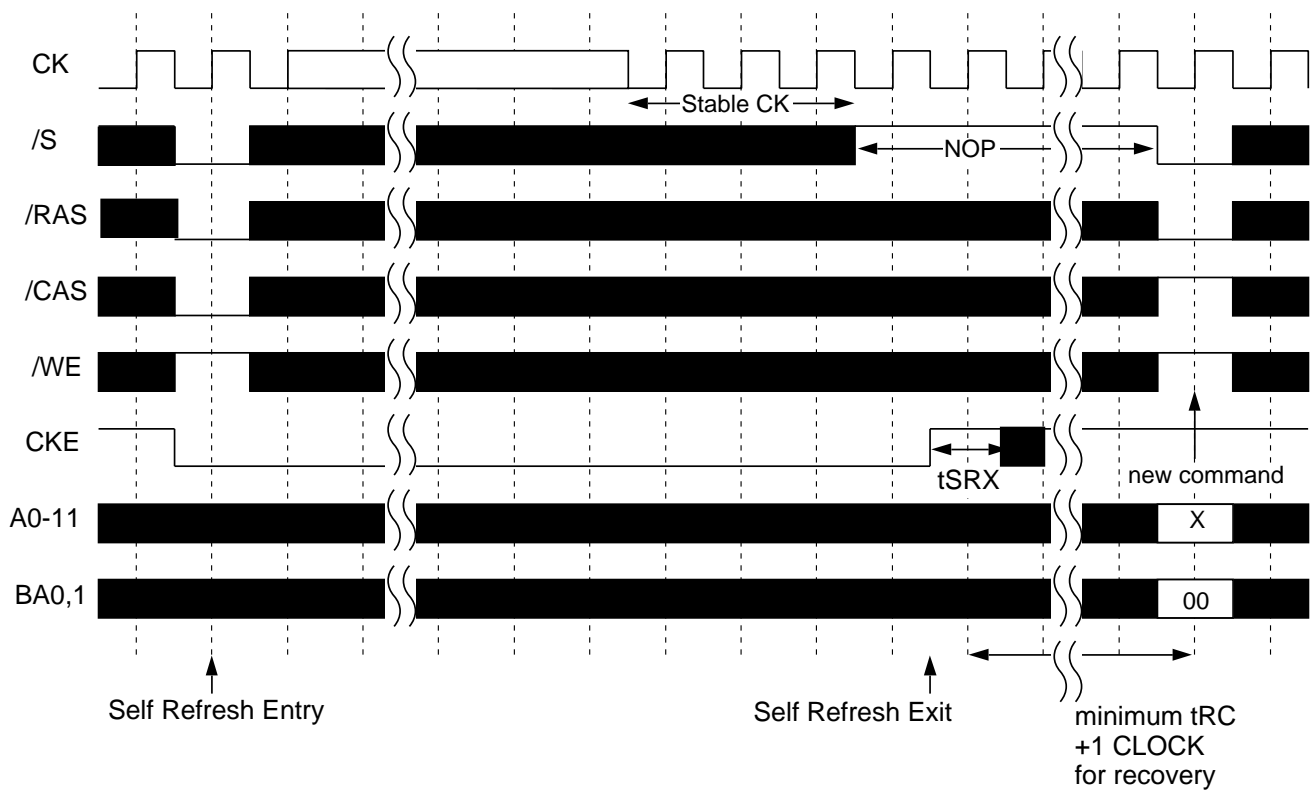 CK
Stable CK
/S
NOP
/RAS
/CAS
/WE
CKE
tSRX
new command
A0-11
X
BA0,1
00
Self Refresh Entry
Self Refresh Exit
minimum tRC
+1 CLOCK
for recovery